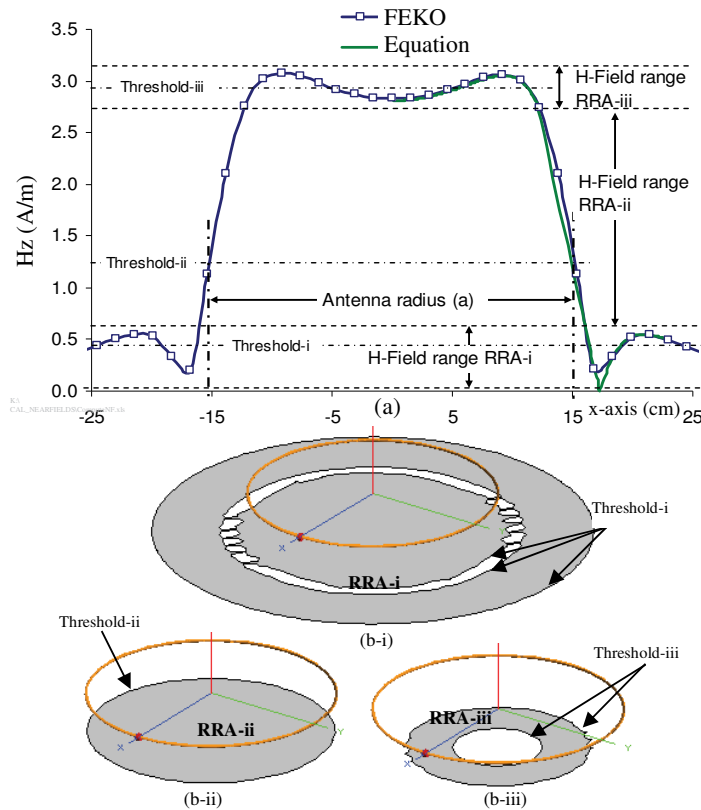 FEKO
Equation
3.5
3.0
2.5
2.0
1.5
1.0
0.5
0.0
Hz (A/m)
Threshold-iii
H-Field range
RRA-iii
H-Field range
RRA-ii
Threshold-ii
Antenna radius (a)
Threshold-i
H-Field range RRA-i
K:\
(a)
x-axis (cm)
-25
-15
-5
5
15
25
Threshold-i
X
Y
RRA-i
(b-i)
Threshold-ii
Threshold-iii
RRA-ii
X
Y
RRA-iii
X
Y
(b-ii)
(b-iii)